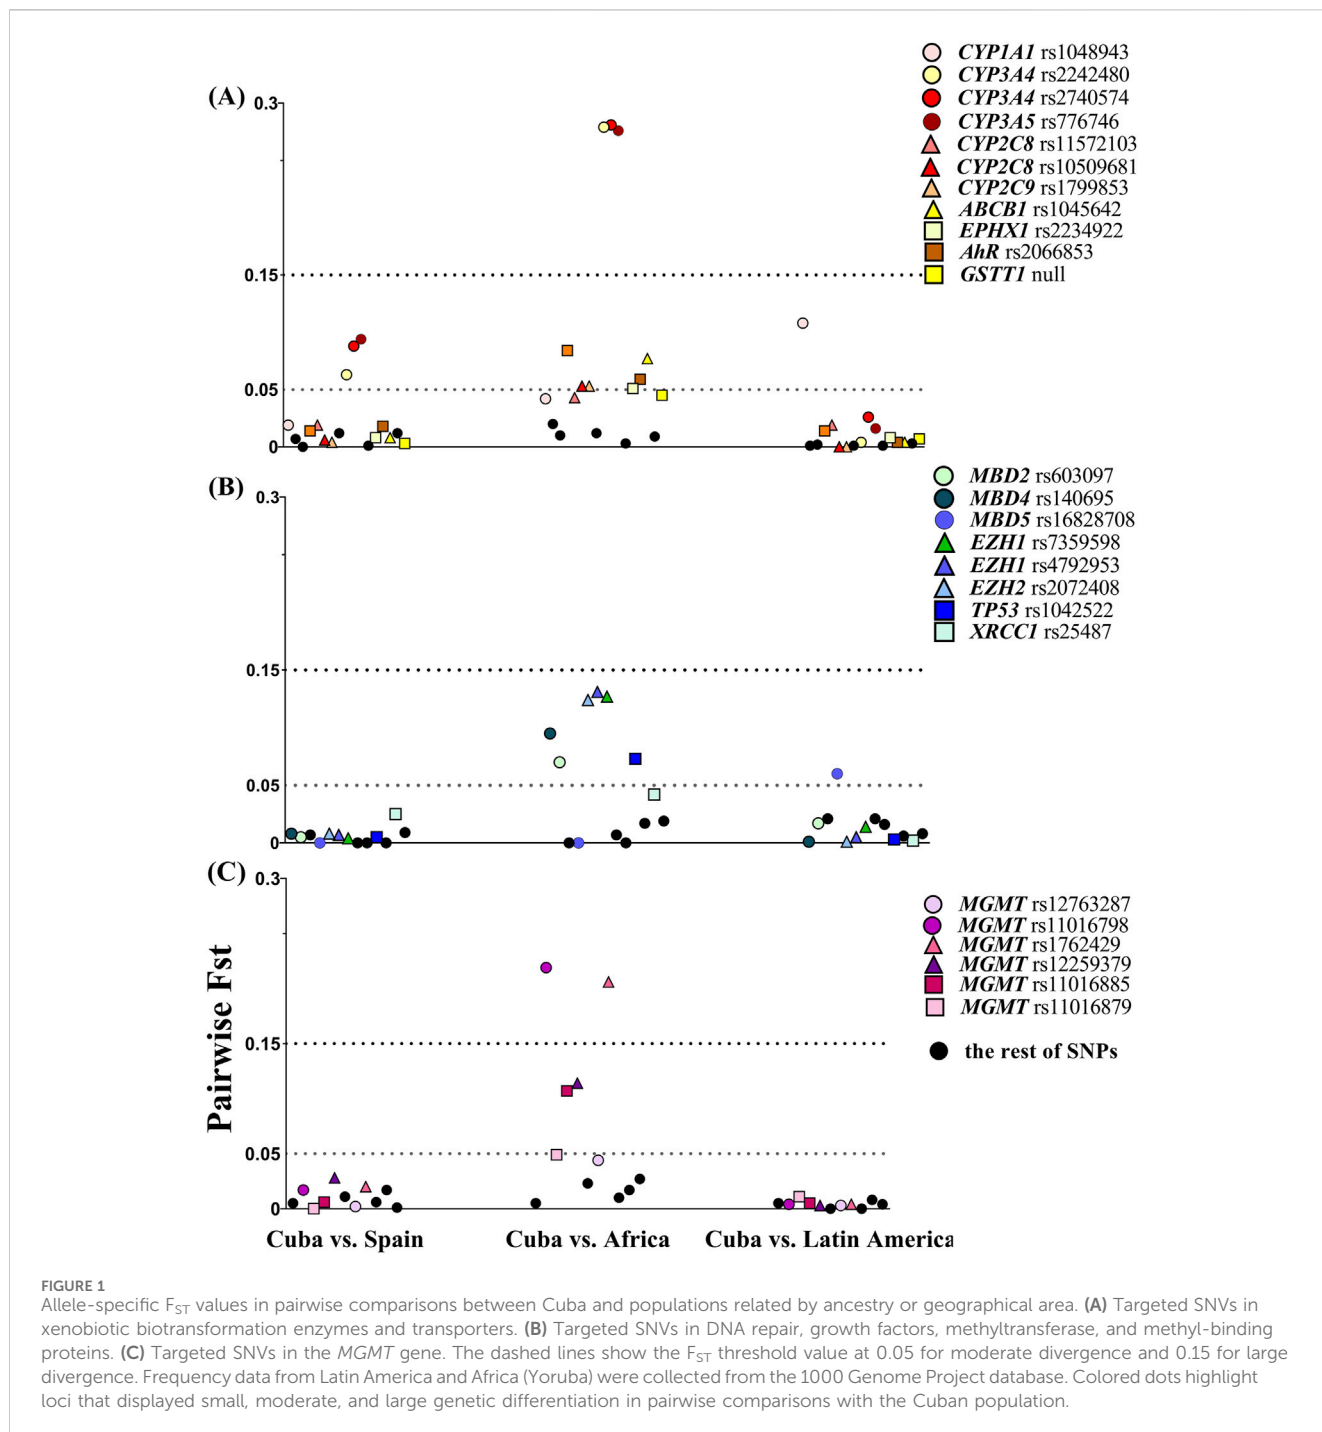 (A)
0.3
0.15
0.05
0
CYP1A1 rs1048943
CYP3A4 rs2242480
CYP3A4 rs2740574
CYP3A5 rs776746
CYP2C8 rs11572103
CYP2C8 rs10509681
CYP2C9 rs1799853
ABCB1 rs1045642
EPHX1 rs2234922
AhR rs2066853
GSTT1 null
(B)
0.3
0.15
0.05
0
MBD2 rs603097
MBD4 rs140695
MBD5 rs16828708
EZH1 rs7359598
EZH1 rs4792953
EZH2 rs2072408
TP53 rs1042522
XRCC1 rs25487
(C)
0.3
0.15
0.05
0
Pairwise Fst
MGMT rs12763287
MGMT rs11016798
MGMT rs1762429
MGMT rs12259379
MGMT rs11016885
MGMT rs11016879
the rest of SNPs
Cuba vs. Spain
Cuba vs. Africa
Cuba vs. Latin America
FIGURE 1
Allele-specific FST values in pairwise comparisons between Cuba and populations related by ancestry or geographical area. (A) Targeted SNVs in
xenobiotic biotransformation enzymes and transporters. (B) Targeted SNVs in DNA repair, growth factors, methyltransferase, and methyl-binding
proteins. (C) Targeted SNVs in the MGMT gene. The dashed lines show the FST threshold value at 0.05 for moderate divergence and 0.15 for large
divergence. Frequency data from Latin America and Africa (Yoruba) were collected from the 1000 Genome Project database. Colored dots highlight
loci that displayed small, moderate, and large genetic differentiation in pairwise comparisons with the Cuban population.